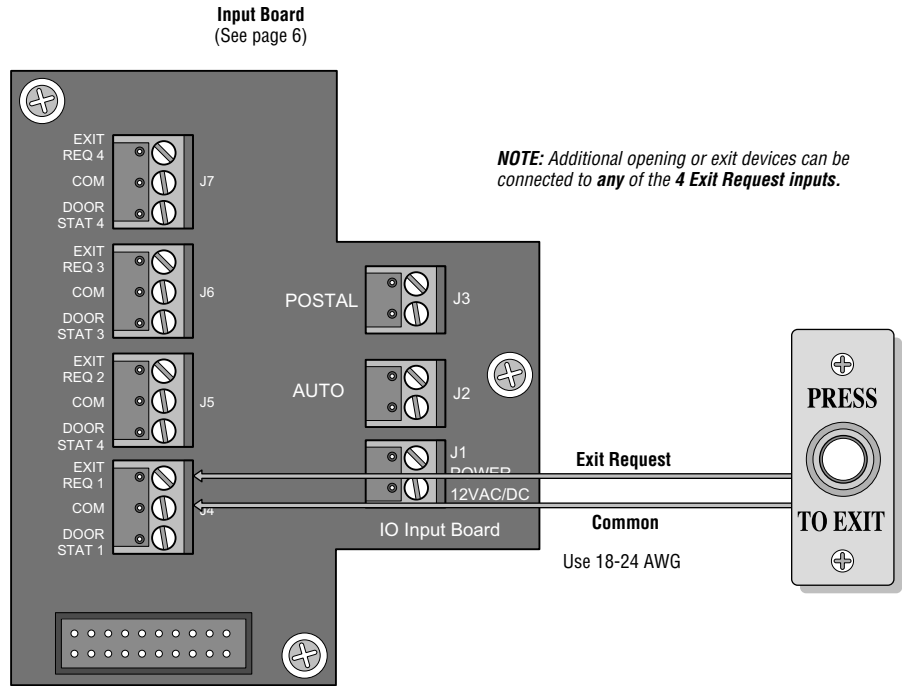 Input Board
(See page 6)
EXIT
REQ 4
COM
DOOR
STAT 4
J7
NOTE: Additional opening or exit devices can be
connected to any of the 4 Exit Request inputs.
EXIT
REQ 3
COM
DOOR
STAT 3
J6
POSTAL
J3
EXIT
REQ 2
COM
DOOR
STAT 4
J5
AUTO
J2
PRESS
TO EXIT
EXIT
REQ 1
COM
DOOR
STAT 1
J4
J1
POWER
12VAC/DC
IO Input Board
Exit Request
Common
Use 18-24 AWG